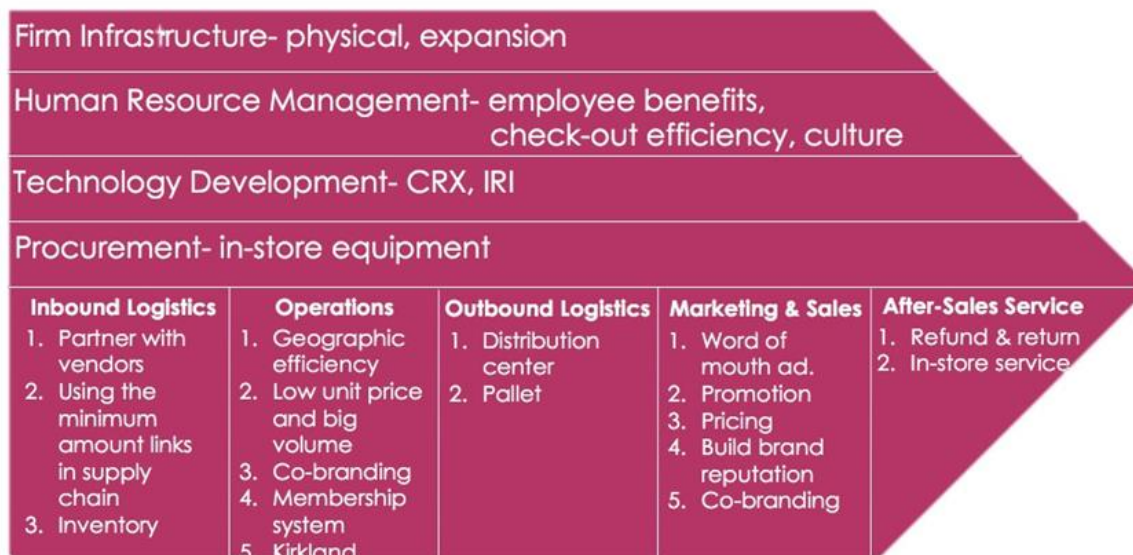 Firm Infrastructure- physical, expansion
Human Resource Management- employee benefits,
check-out efficiency, culture
Technology Development- CRX, IRI
Procurement- in-store equipment
Inbound Logistics
1. Partner with
vendors
2. Using the
minimum
amount links
in supply
chain
3. Inventory
Operations
1. Geographic
efficiency
2. Low unit price
and big
volume
3. Co-branding
4. Membership
system
5. Kirkland
Outbound Logistics
1. Distribution
center
2. Pallet
Marketing & Sales
1. Word of
mouth ad.
2. Promotion
3. Pricing
4. Build brand
reputation
5. Co-branding
After-Sales Service
1. Refund & return
2. In-store service